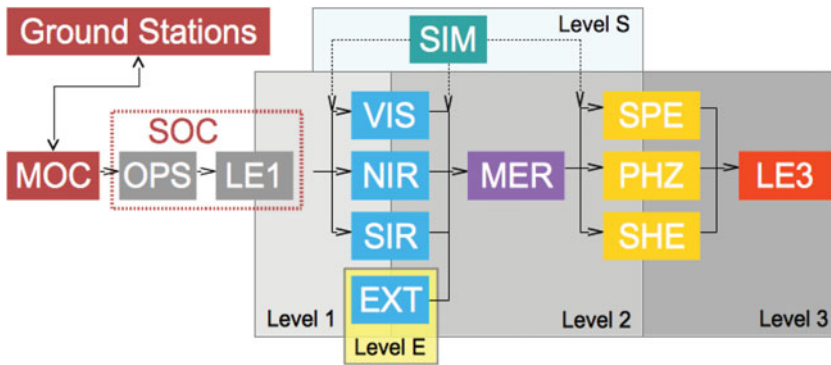 Ground Stations
SIM
Level S
SOC
VIS
SPE
MOC
OPS
LE1
NIR
MER
PHZ
LE3
SIR
SHE
EXT
Level 1
Level E
Level 2
Level 3